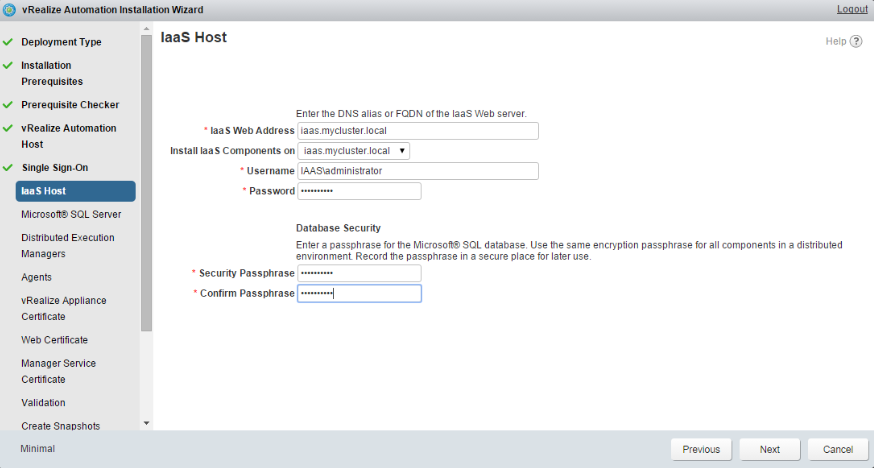 vRealize Automation Installation Wizard
Logout
Deployment Type
Installation
Prerequisites
Prerequisite Checker
vRealize Automation
Host
Single Sign-On
IaaS Host
Microsoft® SQL Server
Distributed Execution
Managers
Agents
vRealize Appliance
Certificate
Web Certificate
Manager Service
Certificate
Validation
Create Snapshots
Minimal
IaaS Host
Help ?
Enter the DNS alias or FQDN of the IaaS Web server.
* IaaS Web Address iaas.mycluster.local
Install IaaS Components on iaas.mycluster.local
* Username IAAS\administrator
* Password ••••••••••
Database Security
Enter a passphrase for the Microsoft® SQL database. Use the same encryption passphrase for all components in a distributed
environment. Record the passphrase in a secure place for later use.
* Security Passphrase ••••••••••
* Confirm Passphrase ••••••••••
Previous Next Cancel